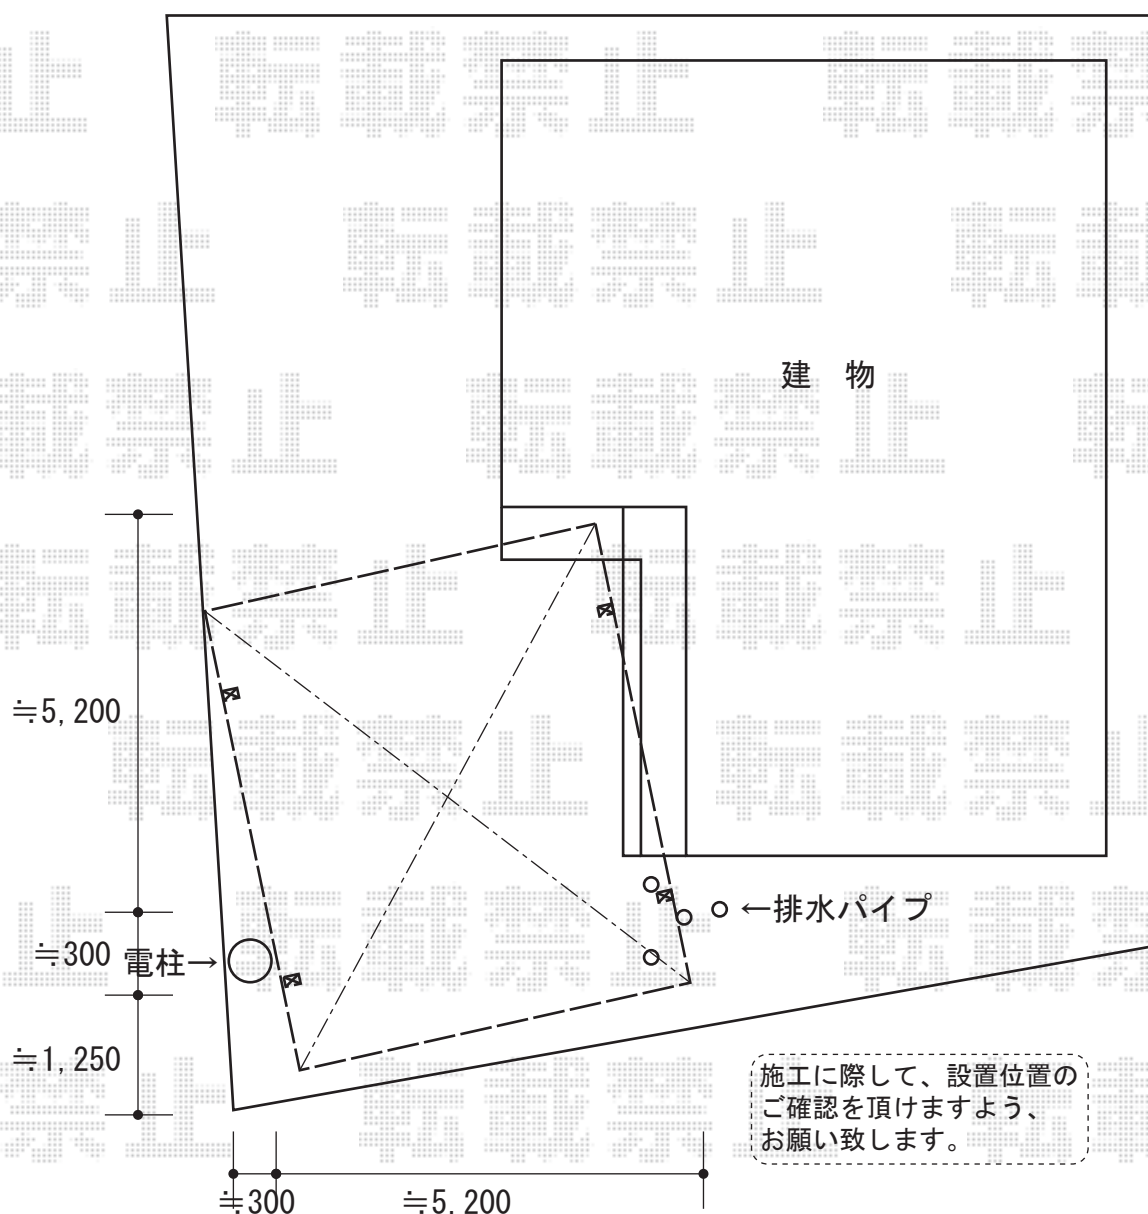 転載禁止
建 物
≒5,200
≒300
電柱→
←排水パイプ
≒1,250
施工に際して、設置位置の
ご確認を頂けますよう、
お願い致します。
≒300
≒5,200